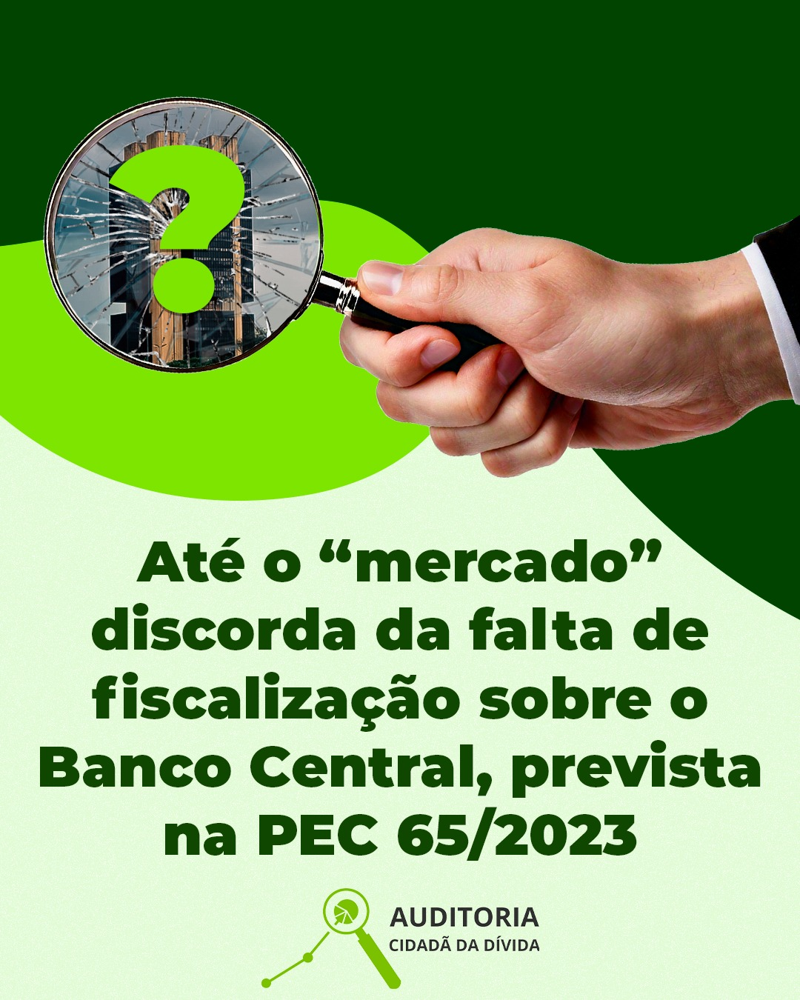 ?
Até o “mercado”
discorda da falta de
fiscalização sobre o
Banco Central, prevista
na PEC 65/2023
AUDITORIA
CIDADÃ DA DÍVIDA